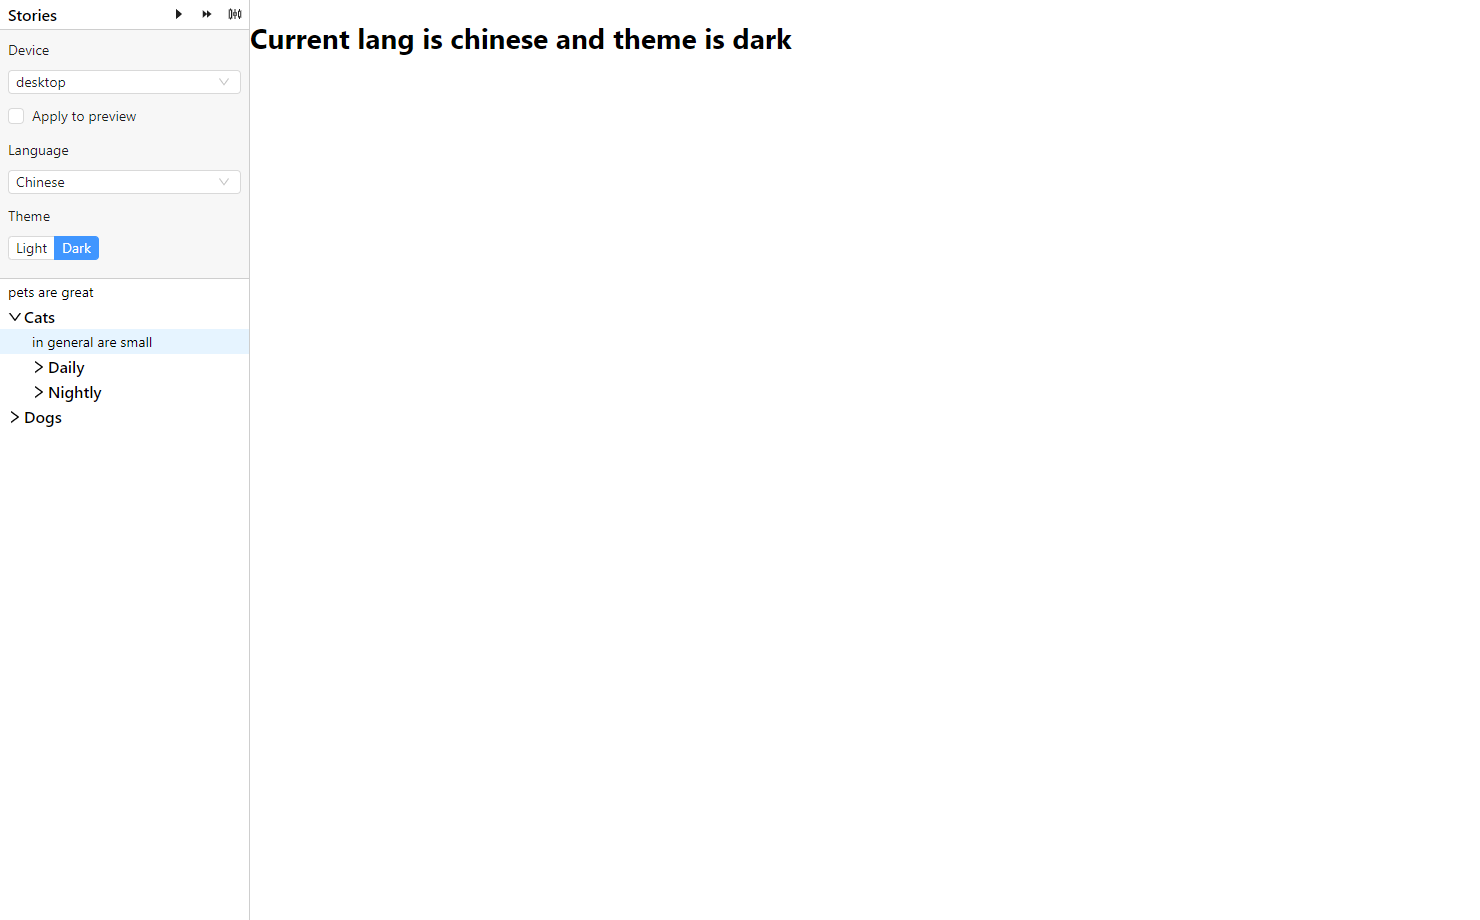 Stories
Device
desktop
Apply to preview
Language
Chinese
Theme
Light Dark
pets are great
Cats
in general are small
Daily
Nightly
Dogs
Current lang is chinese and theme is dark